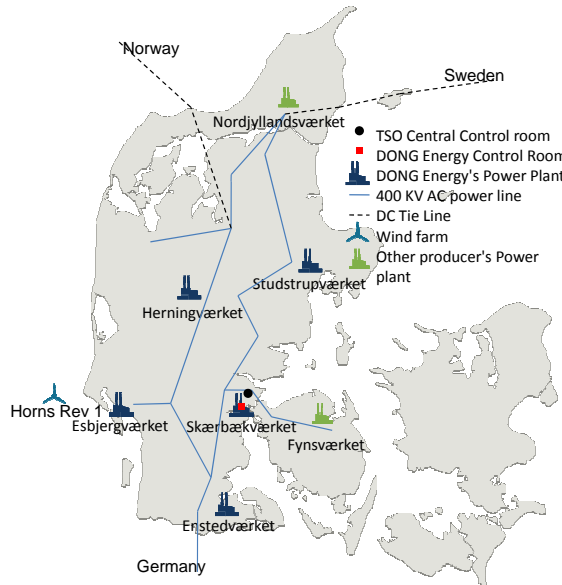 Norway
Sweden
Nordjyllandsværket
TSO Central Control room
DONG Energy Control Room
DONG Energy's Power Plant
400 KV AC power line
DC Tie Line
Wind farm
Other producer's Power
plant
Studstrupværket
Herningværket
Horns Rev 1
Esbjergværket
Skærbækværket
Fynsværket
Enstedværket
Germany